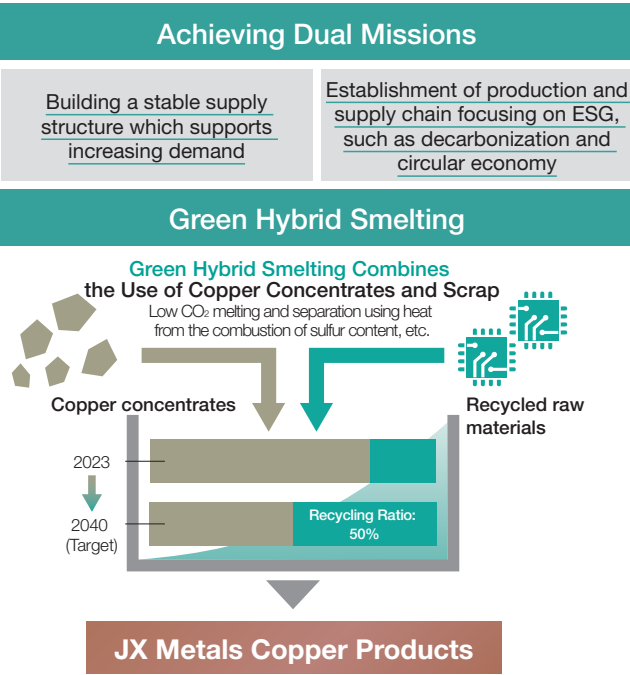 Achieving Dual Missions
Building a stable supply
structure which supports
increasing demand
Establishment of production and
supply chain focusing on ESG,
such as decarbonization and
circular economy
Green Hybrid Smelting
Green Hybrid Smelting Combines
the Use of Copper Concentrates and Scrap
Low CO₂ melting and separation using heat
from the combustion of sulfur content, etc.
Copper concentrates
Recycled raw
materials
2023
2040
(Target)
Recycling Ratio:
50%
JX Metals Copper Products